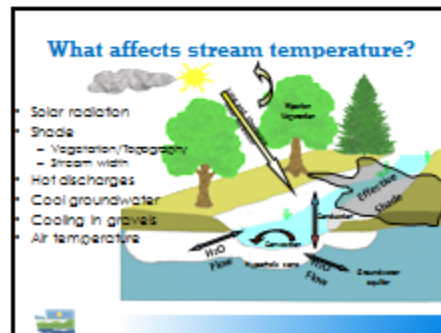 What affects stream temperature?
Solar radiation
Shade
– Vegetation/Topography
– Stream width
Hot discharges
Cool groundwater
Cooling in gravels
Air temperature
Riparian
Vegetation
Effective
Shade
Convection
H2O
Flow
Hyporheic zone
H2O
Flow
Groundwater
aquifer